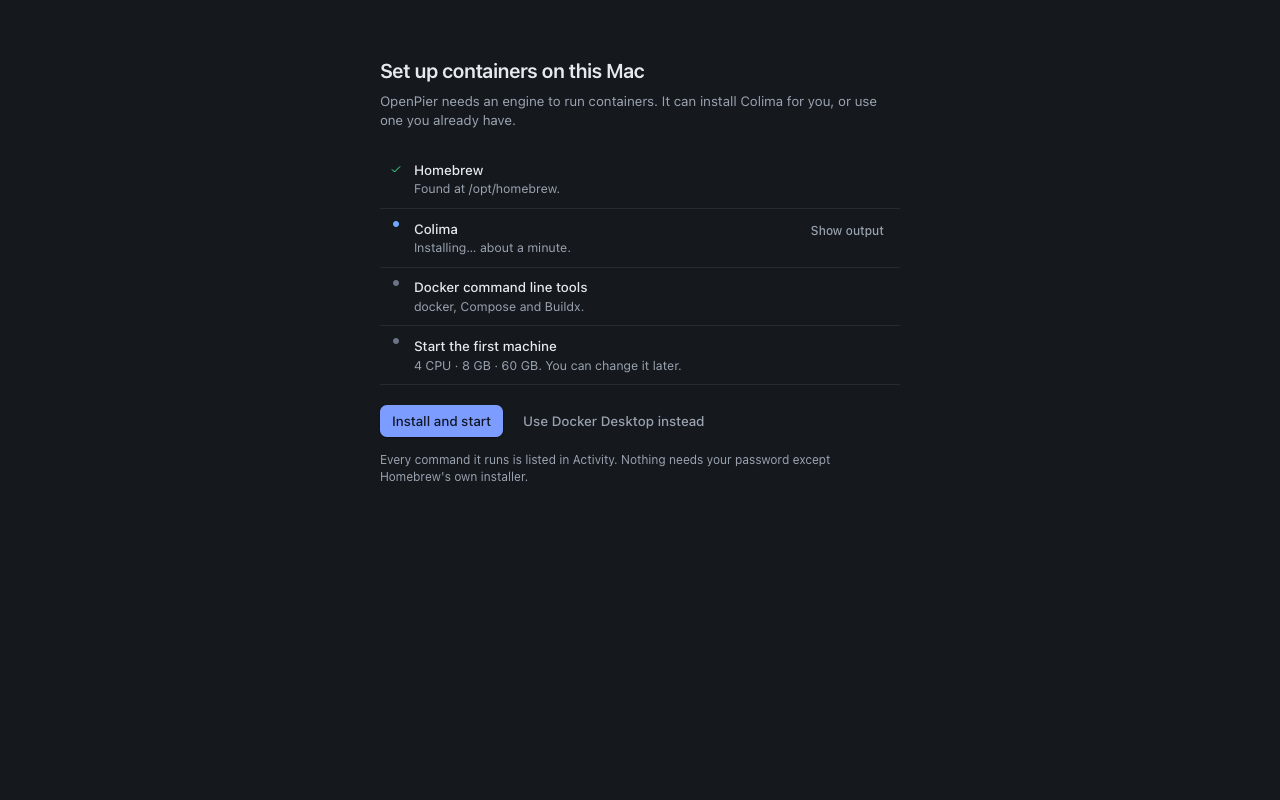 Set up containers on this Mac
OpenPier needs an engine to run containers. It can install Colima for you, or use
one you already have.
Homebrew
Found at /opt/homebrew.
Colima
Show output
Installing… about a minute.
Docker command line tools
docker, Compose and Buildx.
Start the first machine
4 CPU · 8 GB · 60 GB. You can change it later.
Install and start
Use Docker Desktop instead
Every command it runs is listed in Activity. Nothing needs your password except
Homebrew's own installer.